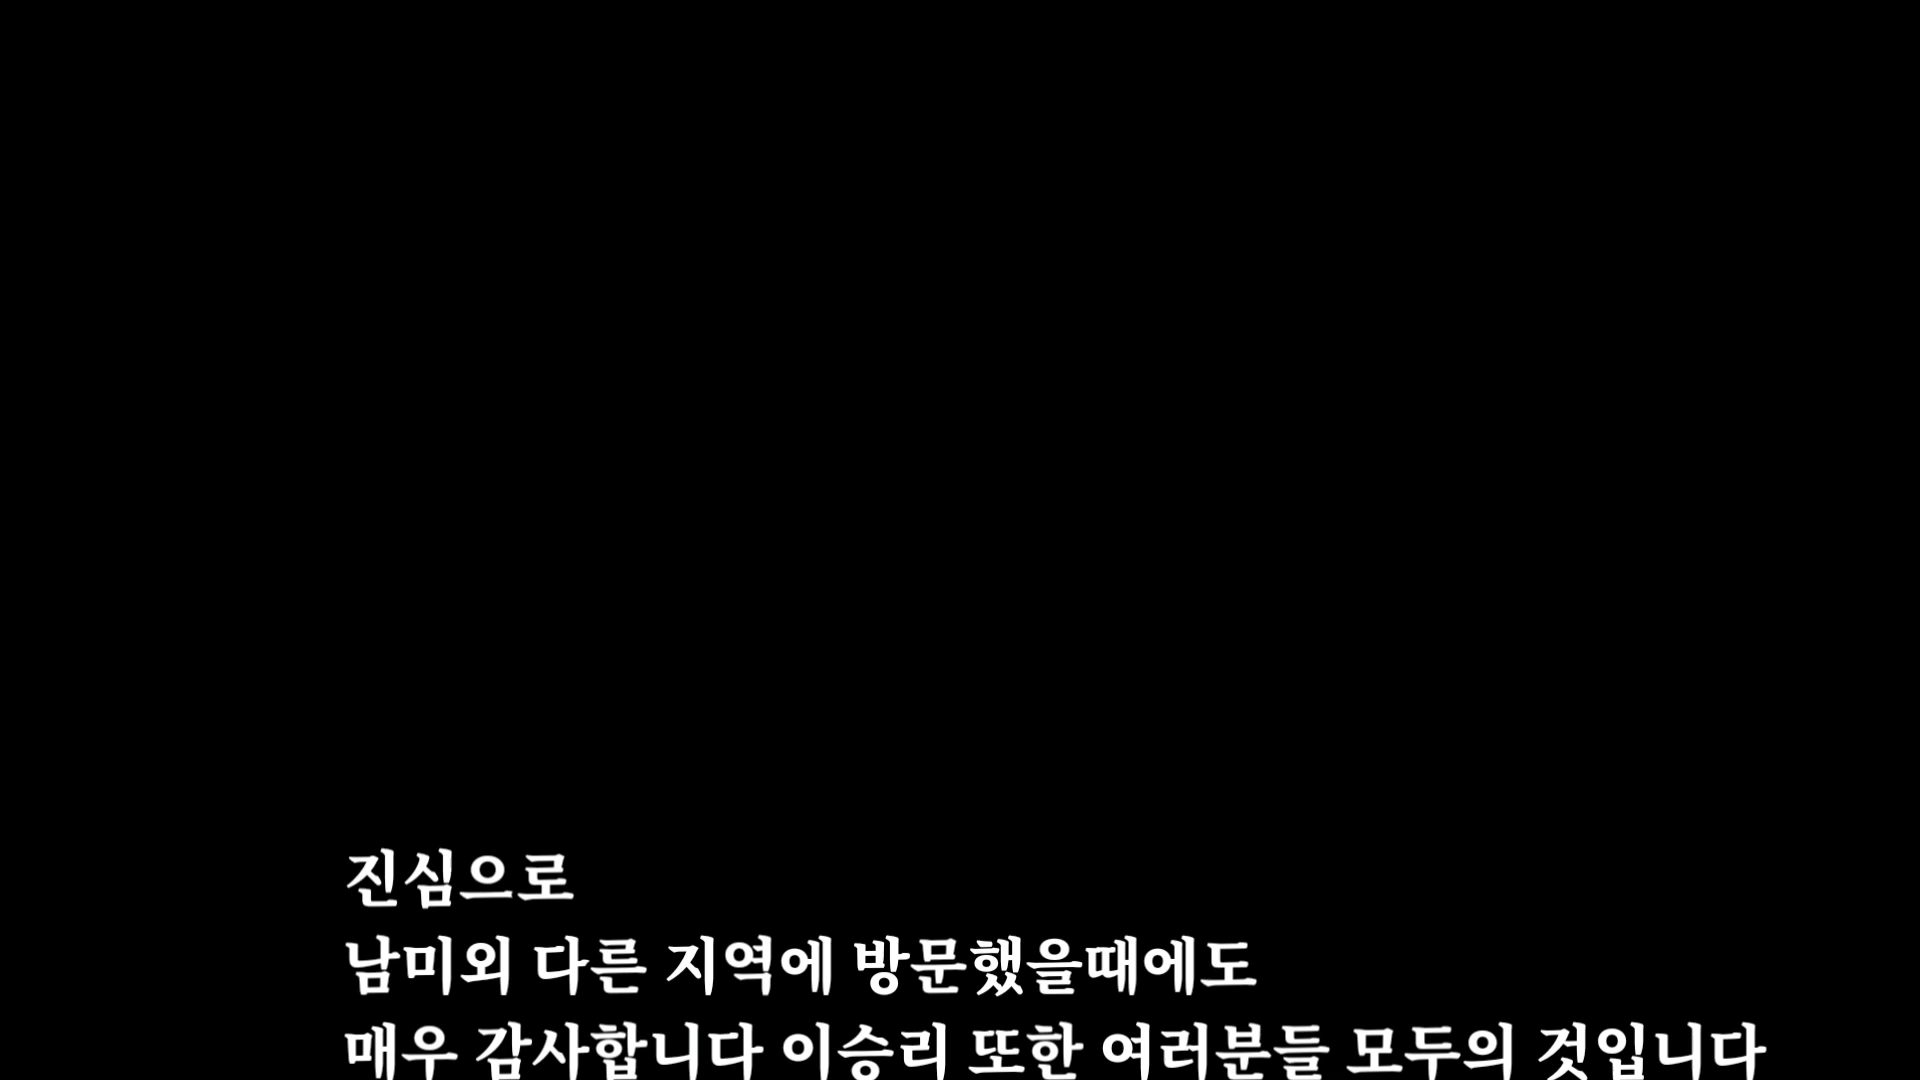 진심으로
남미외 다른 지역에 방문했을때에도
매우 감사합니다 이승리 또한 여러분들 모두의 것입니다